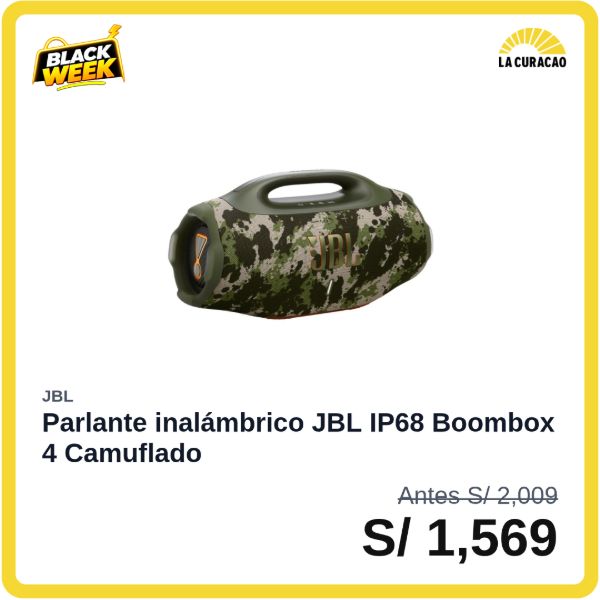 BLACK
WEEK
LA CURACAO
JBL
JBL
Parlante inalámbrico JBL IP68 Boombox
4 Camuflado
Antes S/ 2,009
S/ 1,569